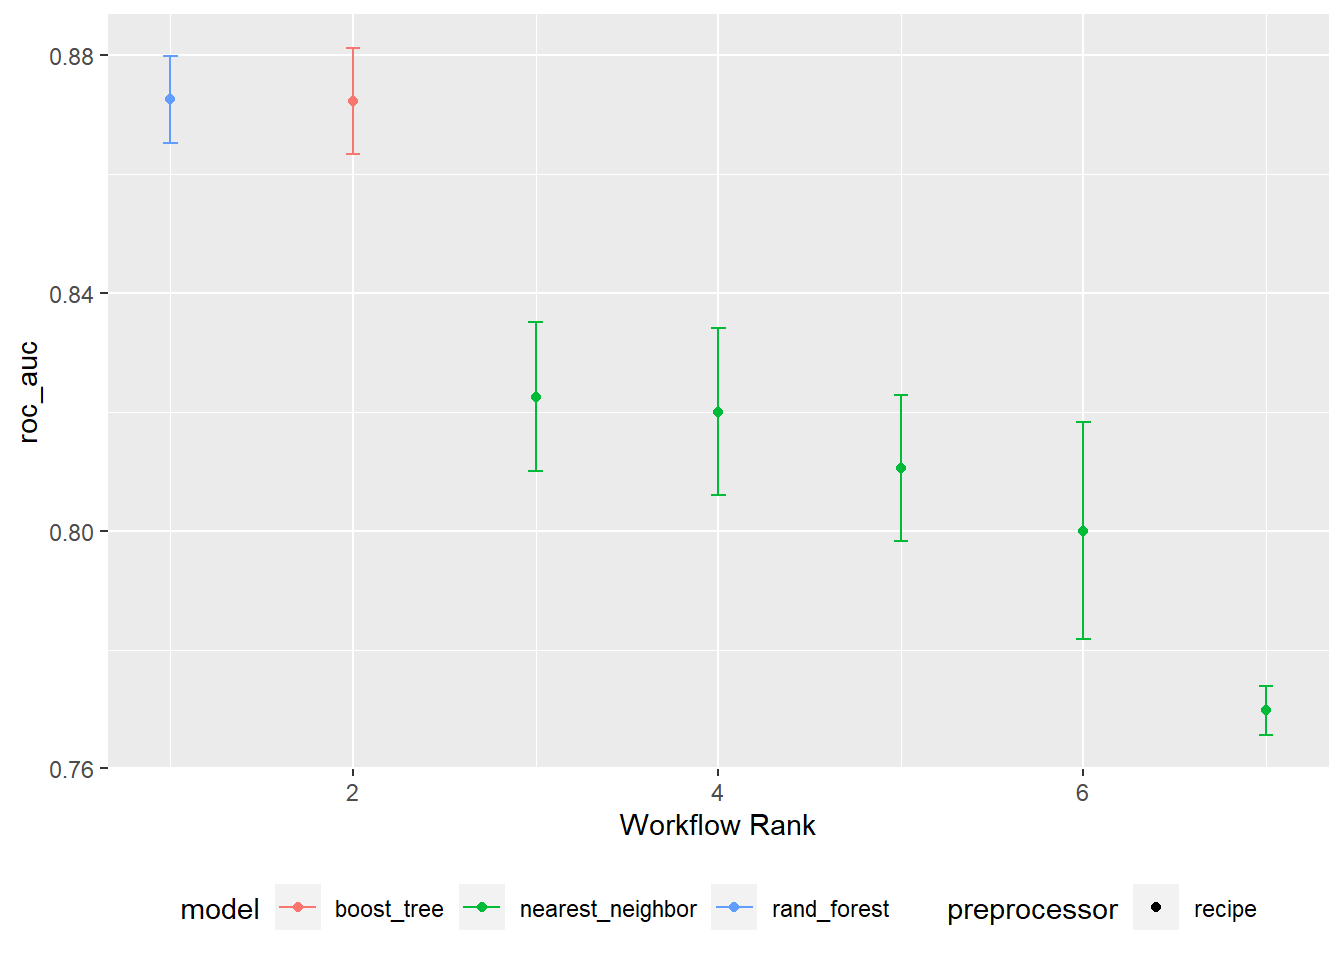 0.88
0.84
0.80
0.76
roc_auc
2 4 6
Workflow Rank
model boost_tree nearest_neighbor rand_forest preprocessor recipe